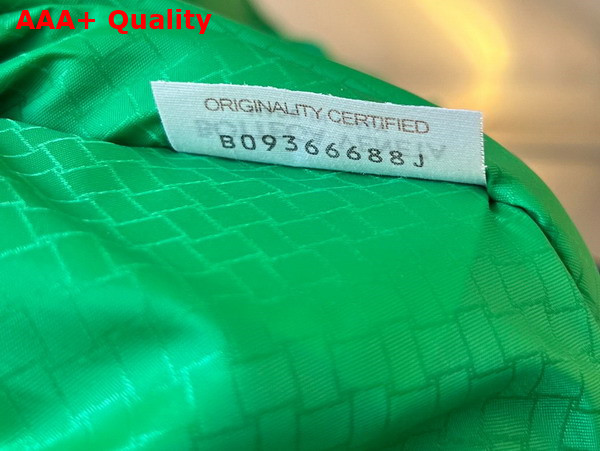 AAA+ Quality
ORIGINALITY CERTIFIED
B09366688J